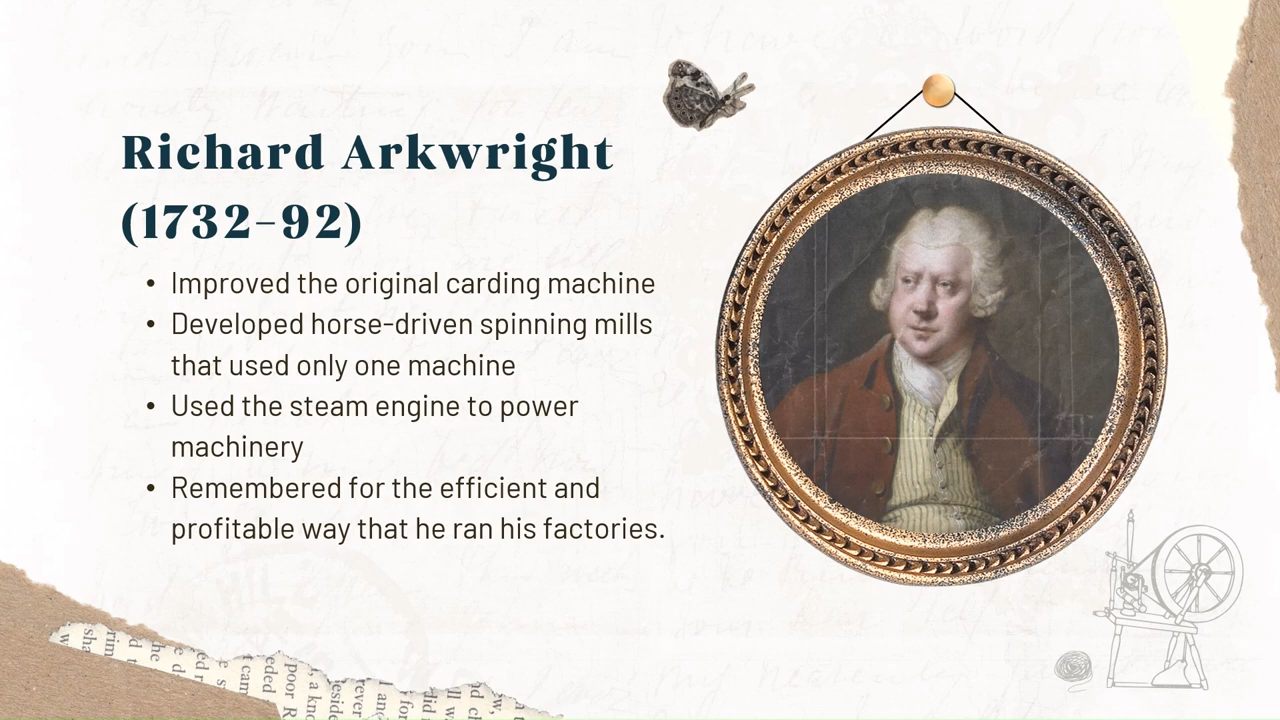 Richard Arkwright
(1732–92)
• Improved the original carding machine
• Developed horse-driven spinning mills
that used only one machine
• Used the steam engine to power
machinery
• Remembered for the efficient and
profitable way that he ran his factories.